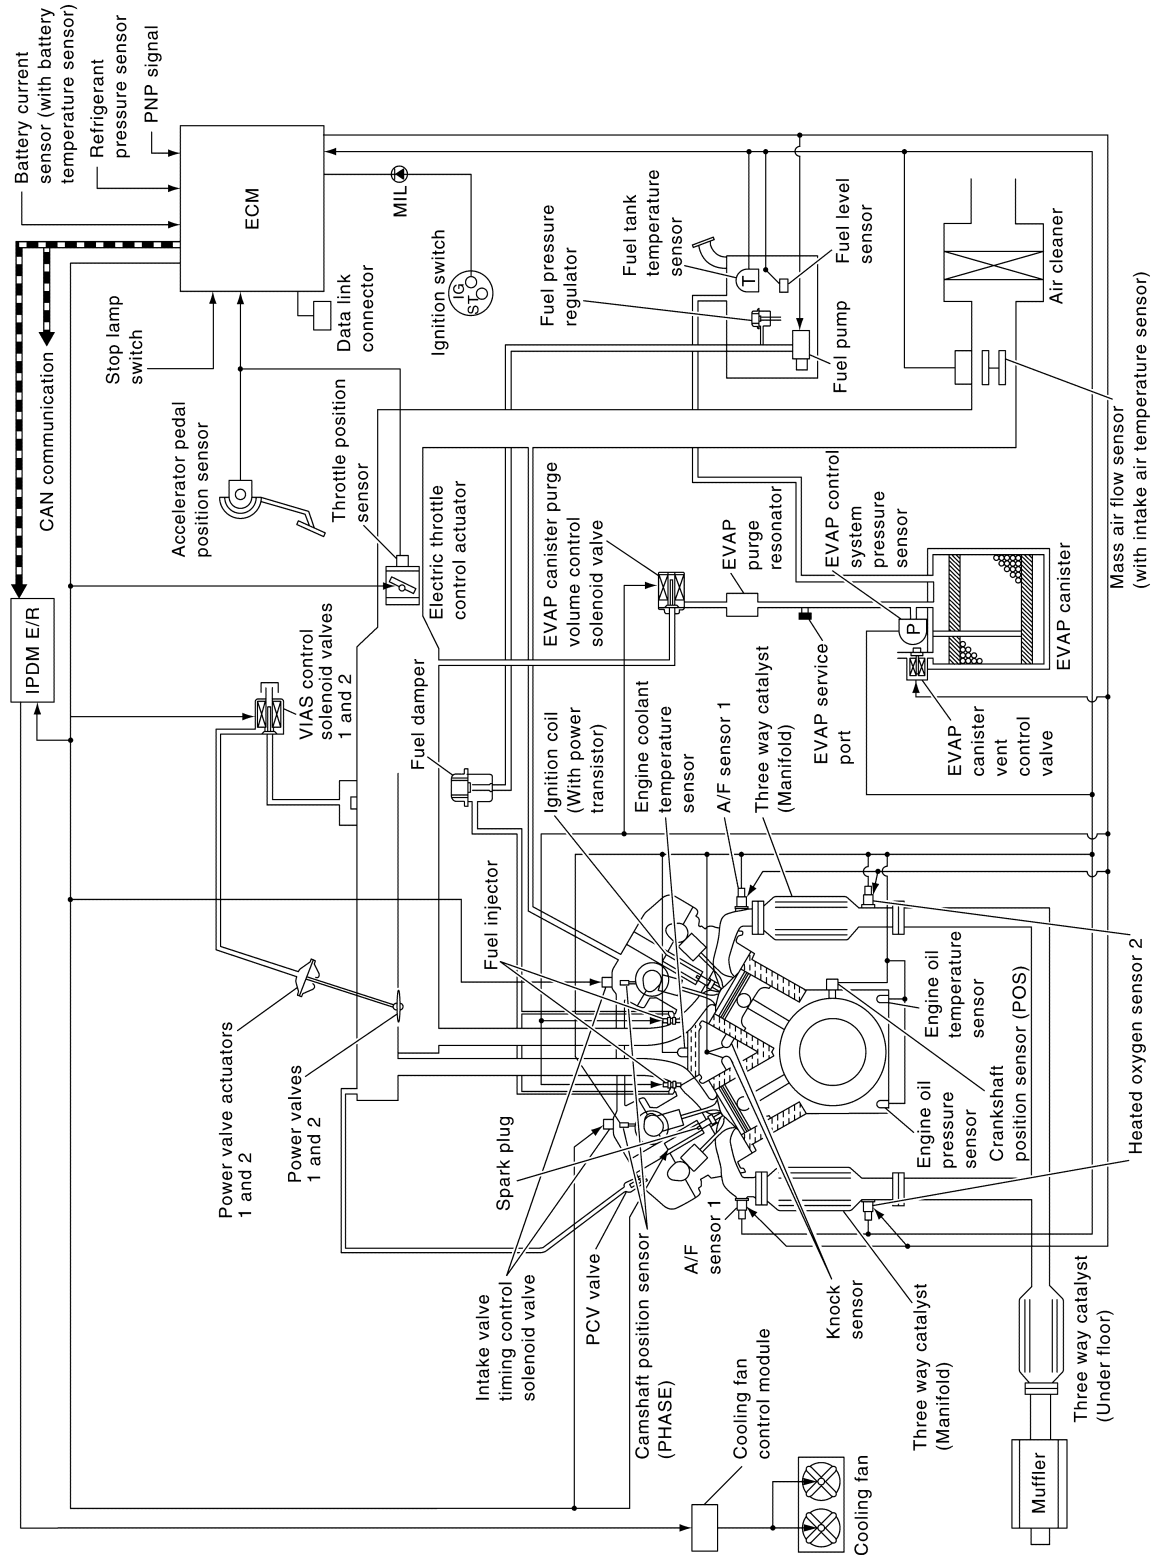 Battery current
sensor (with battery
temperature sensor)
Refrigerant
pressure sensor
PNP signal
ECM
MIL
CAN communication
Stop lamp
switch
Data link
connector
Ignition switch
IG
ST
Accelerator pedal
position sensor
Throttle position
sensor
Electric throttle
control actuator
IPDM E/R
VIAS control
solenoid valves
1 and 2
Fuel pressure
regulator
Fuel tank
temperature
sensor
T
Fuel level
sensor
Fuel pump
Air cleaner
Mass air flow sensor
(with intake air temperature sensor)
EVAP canister purge
volume control
solenoid valve
EVAP
purge
resonator
EVAP control
system
pressure
sensor
P
EVAP canister
EVAP service
port
EVAP
canister
vent
control
valve
Fuel damper
Ignition coil
(With power
transistor)
Engine coolant
temperature
sensor
A/F sensor 1
Three way catalyst
(Manifold)
Fuel injector
Power valve actuators
1 and 2
Power valves
1 and 2
Spark plug
Engine oil
temperature
sensor
Crankshaft
position sensor (POS)
Engine oil
pressure
sensor
Heated oxygen sensor 2
Intake valve
timing control
solenoid valve
PCV valve
Camshaft position sensor
(PHASE)
A/F
sensor 1
Knock
sensor
Three way catalyst
(Manifold)
Three way catalyst
(Under floor)
Cooling fan
control module
Cooling fan
Muffler